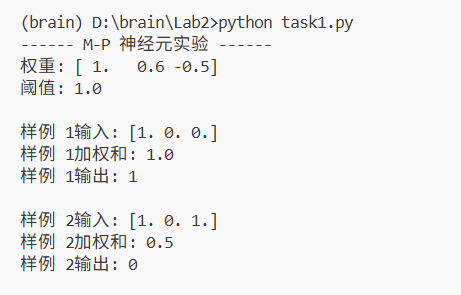 (brain) D:\brain\Lab2>python task1.py
------ M-P 神经元实验 ------
权重: [ 1.   0.6 -0.5]
阈值: 1.0
样例 1输入: [1. 0. 0.]
样例 1加权和: 1.0
样例 1输出: 1
样例 2输入: [1. 0. 1.]
样例 2加权和: 0.5
样例 2输出: 0